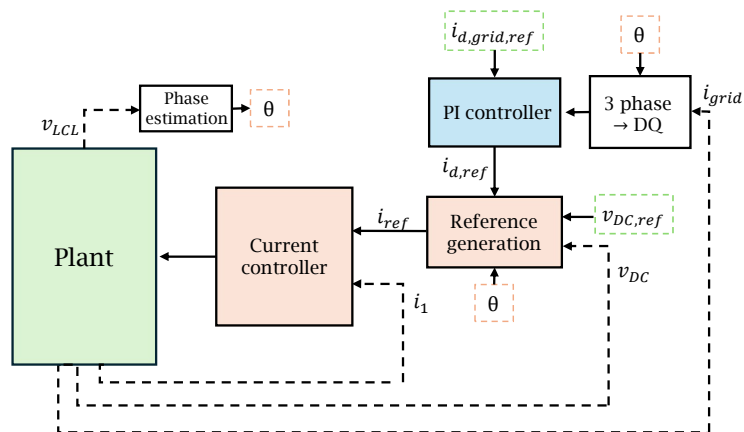 i_{d,grid,ref}
θ
Phase
estimation
θ
PI controller
3 phase
→ DQ
i_{grid}
v_{LCL}
i_{d,ref}
Plant
Current
controller
i_{ref}
Reference
generation
v_{DC,ref}
v_{DC}
θ
i_1